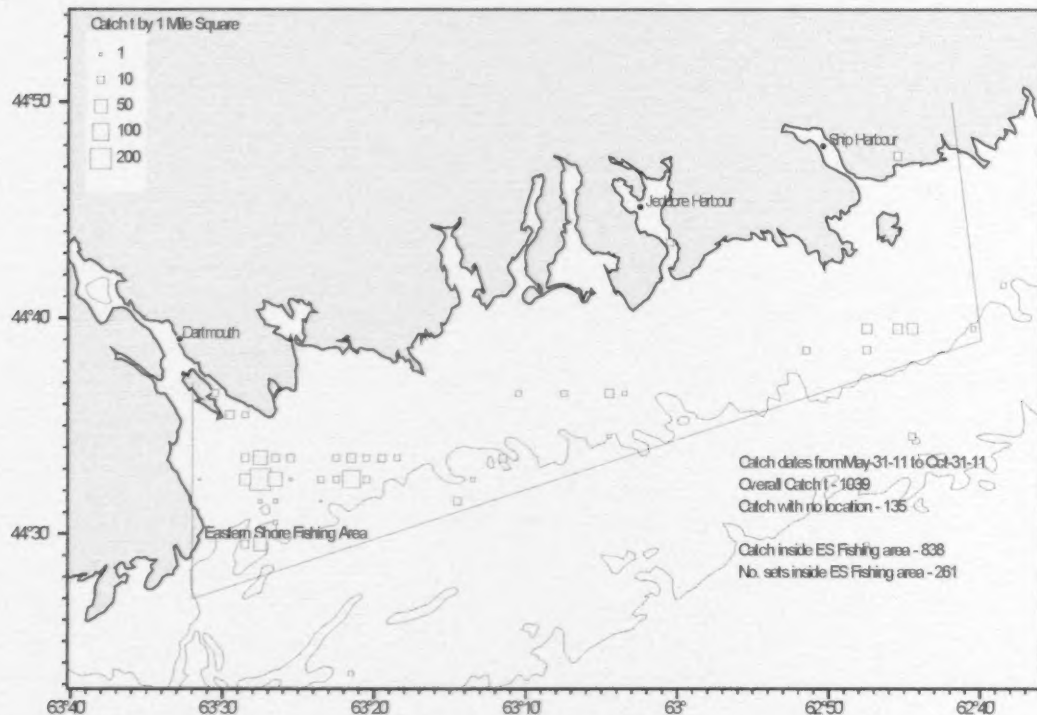 Catch t by 1 Mile Square
1
10
50
100
200
44°50
44°40
44°30
Ship Harbour
Jeddore Harbour
Dartmouth
Eastern Shore Fishing Area
Catch dates from May-31-11 to Oct-31-11
Overall Catch t - 1039
Catch with no location - 135
Catch inside ES Fishing area - 838
No. sets inside ES Fishing area - 261
63°40 63°30 63°20 63°10 63° 62°50 62°40